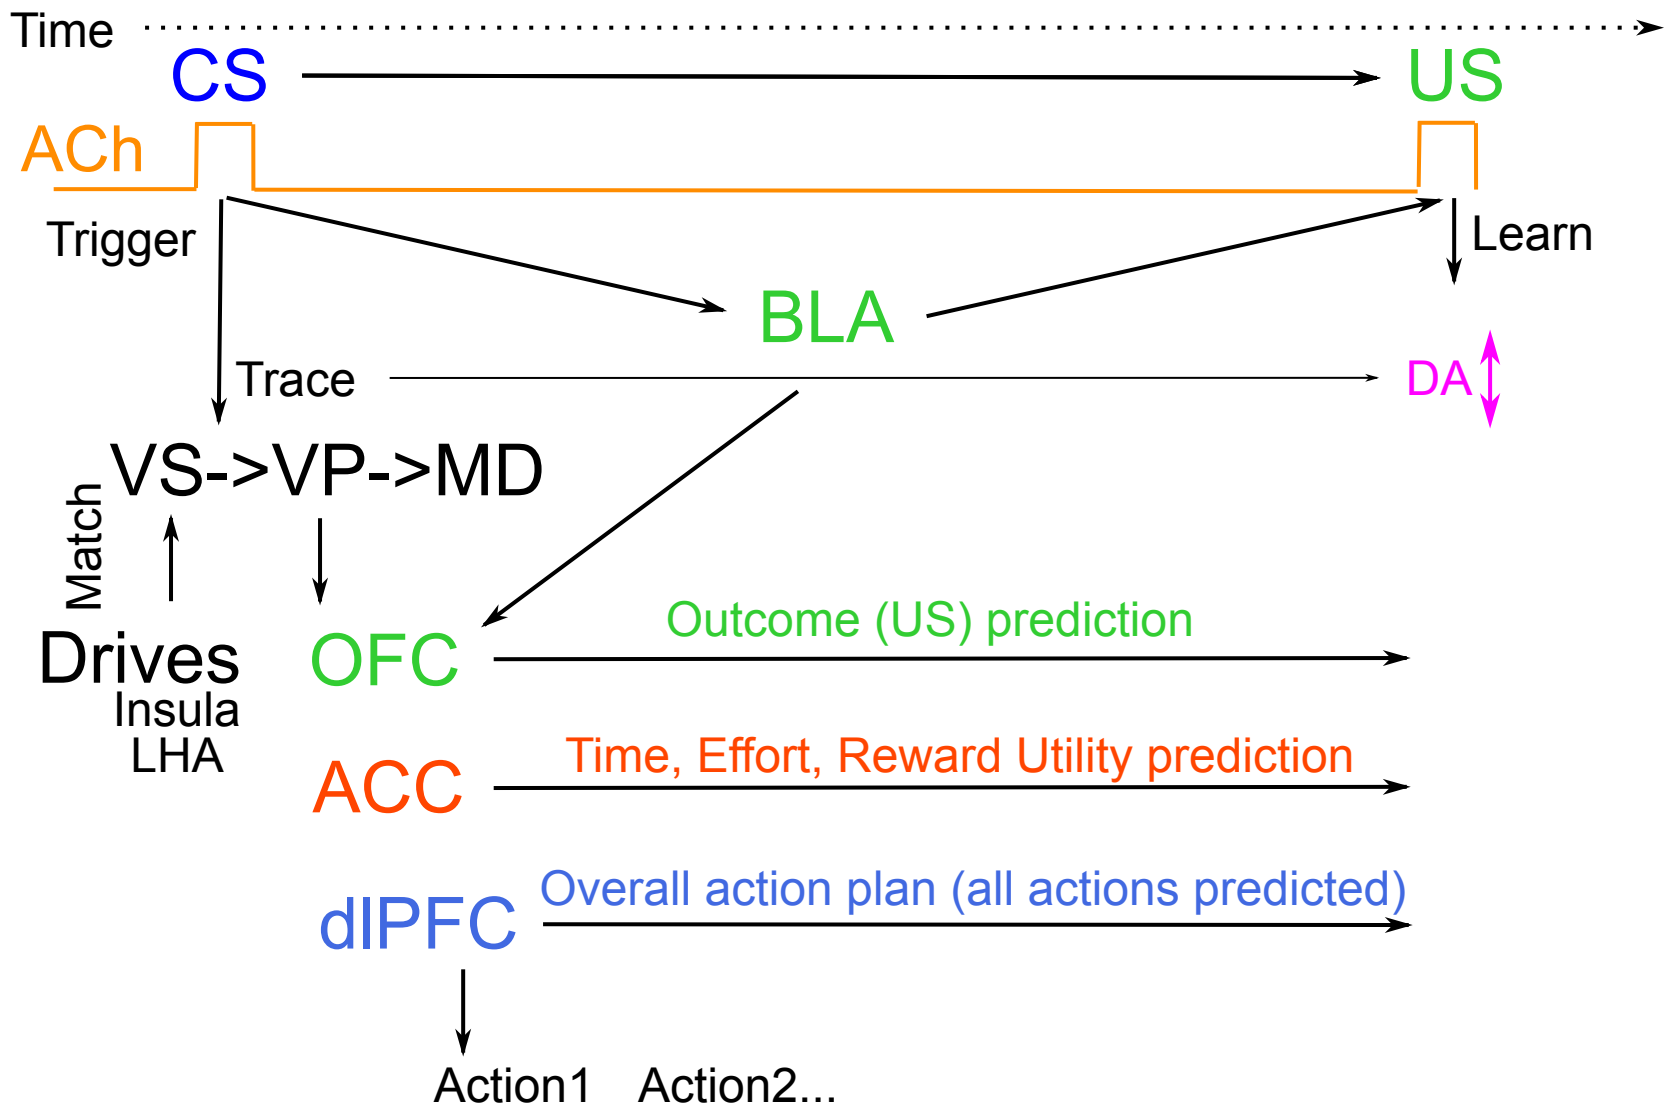 Time
CS
US
ACh
Trigger
Learn
BLA
Trace
DA
VS->VP->MD
Match
Drives
Insula
LHA
OFC
Outcome (US) prediction
ACC
Time, Effort, Reward Utility prediction
dlPFC
Overall action plan (all actions predicted)
Action1 Action2...